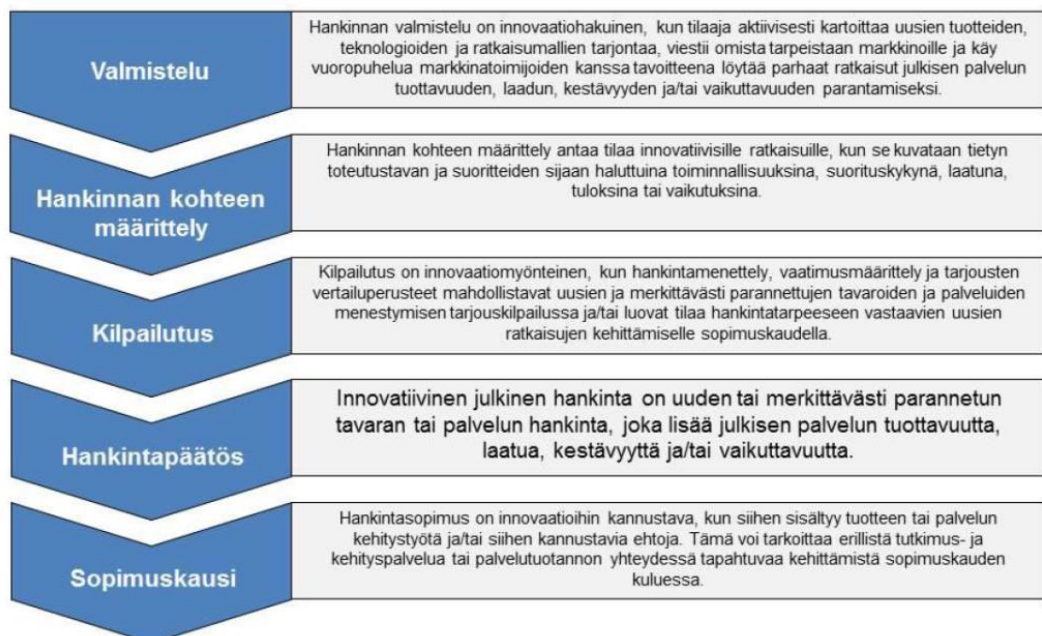 Valmistelu
Hankinnan valmistelu on innovaatiohakuinen, kun tilaaja aktiivisesti kartoittaa uusien tuotteiden,
teknologioiden ja ratkaisumallien tarjontaa, viestii omista tarpeistaan markkinoille ja käy
vuoropuhelua markkinatoimijoiden kanssa tavoitteena löytää parhaat ratkaisut julkisen palvelun
tuottavuuden, laadun, kestävyyden ja/tai vaikuttavuuden parantamiseksi.
Hankinnan kohteen
määrittely
Hankinnan kohteen määrittely antaa tilaa innovatiivisille ratkaisuille, kun se kuvataan tietyn
toteutustavan ja suoritteiden sijaan haluttuina toiminnallisuuksina, suorituskykynä, laatuna,
tuloksina tai vaikutuksina.
Kilpailutus
Kilpailutus on innovaatiomyönteinen, kun hankintamenettely, vaatimusmäärittely ja tarjousten
vertailuperusteet mahdollistavat uusien ja merkittävästi parannettujen tavaroiden ja palveluiden
menestymisen tarjouskilpailussa ja/tai luovat tilaa hankintatarpeeseen vastaavien uusien
ratkaisujen kehittämiselle sopimuskaudella.
Hankintapäätös
Innovatiivinen julkinen hankinta on uuden tai merkittävästi parannetun
tavaran tai palvelun hankinta, joka lisää julkisen palvelun tuottavuutta,
laatua, kestävyyttä ja/tai vaikuttavuutta.
Sopimuskausi
Hankintasopimus on innovaatioihin kannustava, kun siihen sisältyy tuotteen tai palvelun
kehitystyötä ja/tai siihen kannustavia ehtoja. Tämä voi tarkoittaa erillistä tutkimus- ja
kehityspalvelua tai palvelutuotannon yhteydessä tapahtuvaa kehittämistä sopimuskauden
kuluessa.